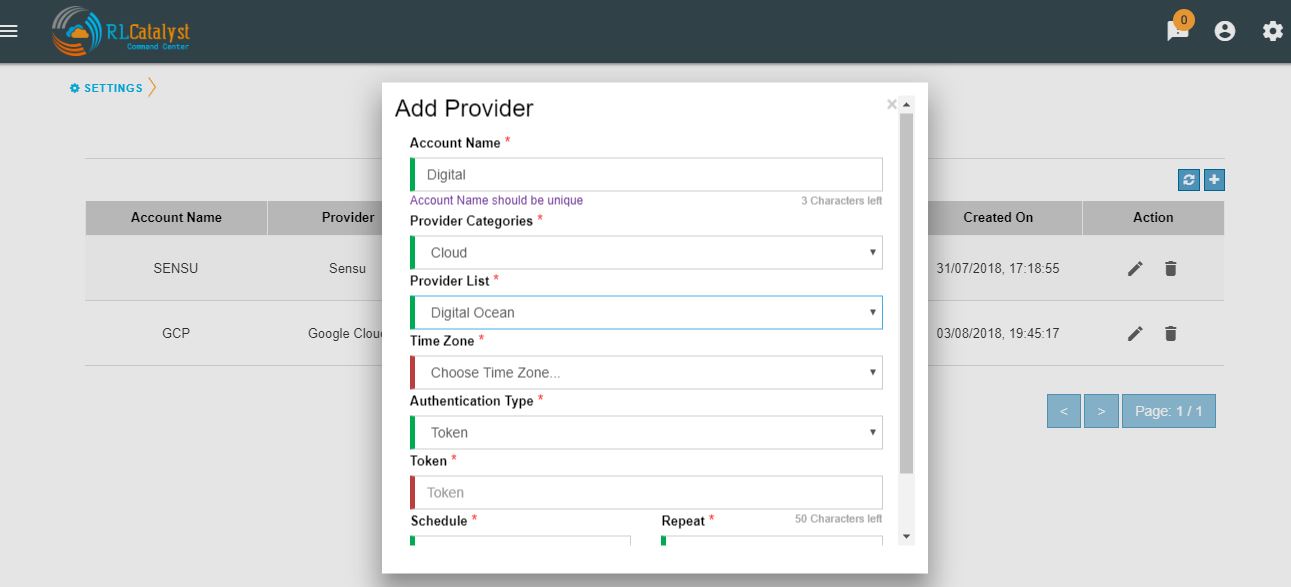 0
RLCatalyst
Command Center
SETTINGS
Add Provider
×
Account Name *
Digital
Account Name should be unique
3 Characters left
Provider Categories *
Cloud
Provider List *
Digital Ocean
Time Zone *
Choose Time Zone...
Authentication Type *
Token
Token *
Token
50 Characters left
Schedule *
Repeat *
Account Name Provider Created On Action
SENSU Sensu 31/07/2018, 17:18:55
GCP Google Clou 03/08/2018, 19:45:17
< > Page: 1 / 1